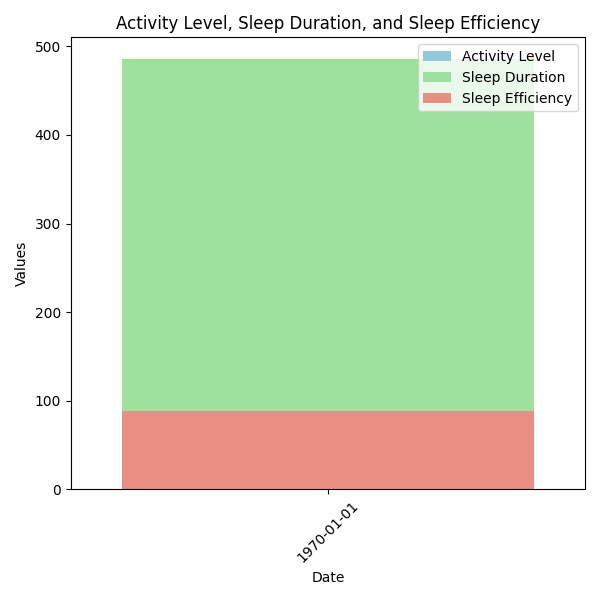 Activity Level, Sleep Duration, and Sleep Efficiency
Activity Level
Sleep Duration
Sleep Efficiency
500
400
300
200
100
0
Values
1970-01-01
Date